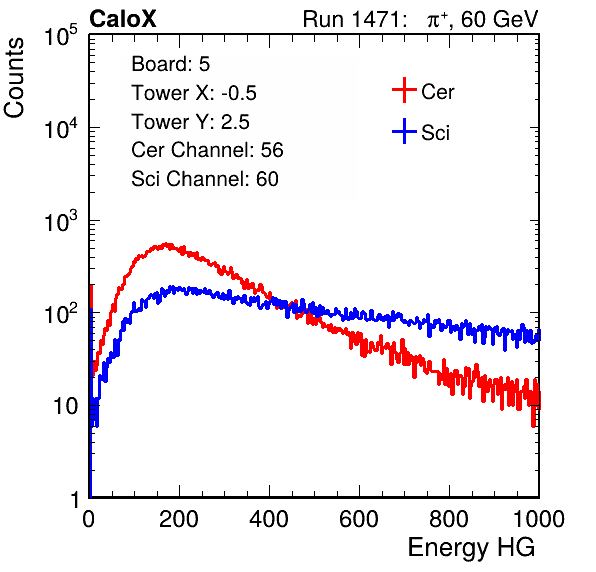 CaloX Run 1471: π⁺, 60 GeV
Counts
Board: 5
Tower X: -0.5
Tower Y: 2.5
Cer Channel: 56
Sci Channel: 60
Cer
Sci
10⁵
10⁴
10³
10²
10
1
0 200 400 600 800 1000
Energy HG